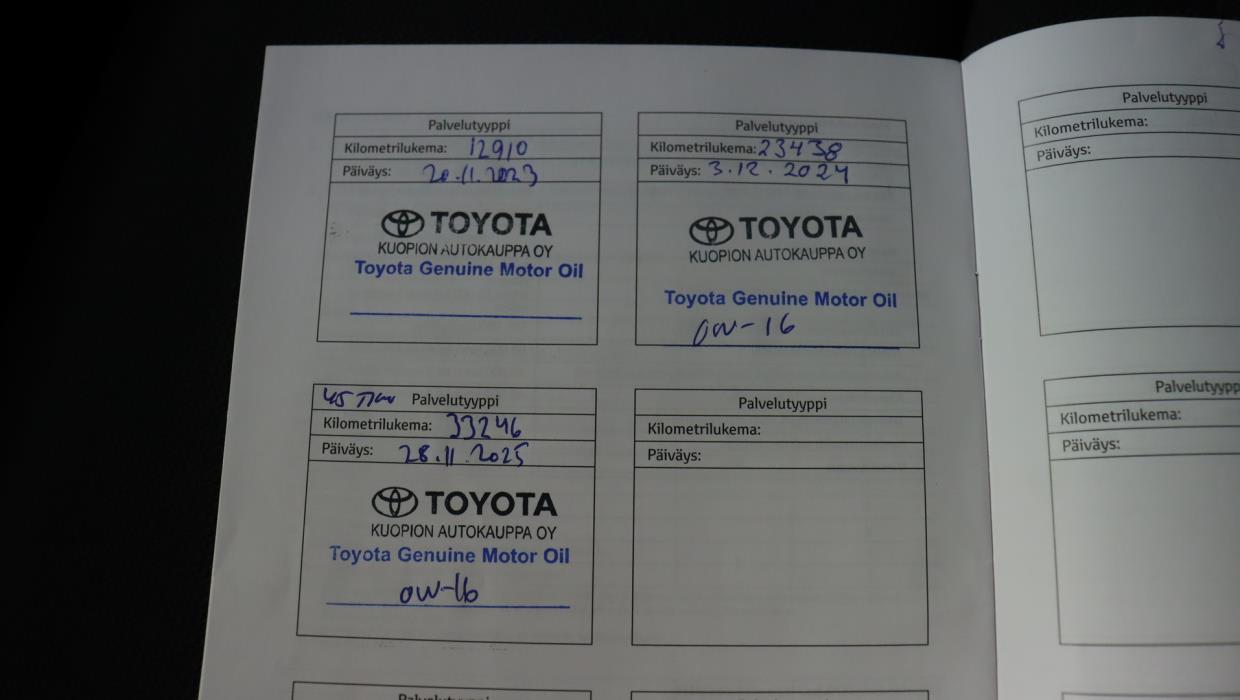 Palvelutyyppi
Kilometrilukema: 12910
Päiväys: 20.11.2023
TOYOTA
KUOPION AUTOKAUPPA OY
Toyota Genuine Motor Oil
Palvelutyyppi
Kilometrilukema: 23438
Päiväys: 3.12.2024
TOYOTA
KUOPION AUTOKAUPPA OY
Toyota Genuine Motor Oil
0W-16
45 Tkm Palvelutyyppi
Kilometrilukema: 33246
Päiväys: 28.11.2025
TOYOTA
KUOPION AUTOKAUPPA OY
Toyota Genuine Motor Oil
0W-16
Palvelutyyppi
Kilometrilukema:
Päiväys:
Palvelutyyppi
Kilometrilukema:
Päiväys:
Palvelutyypp
Kilometrilukema:
Päiväys: